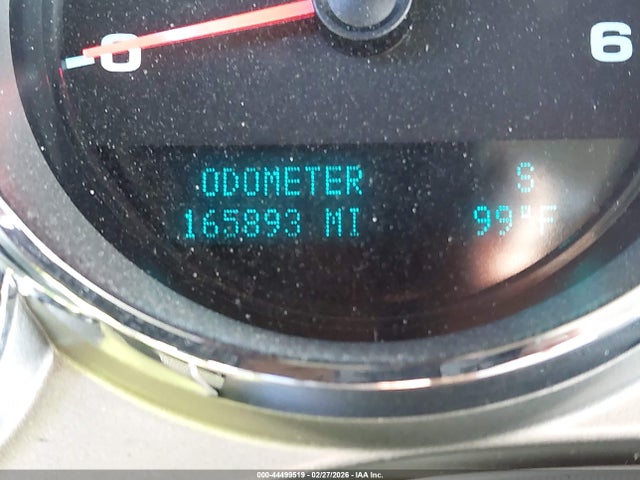 0 6
ODOMETER S
165893 MI 99°F
000-44499519 - 02/27/2026 - IAA Inc.